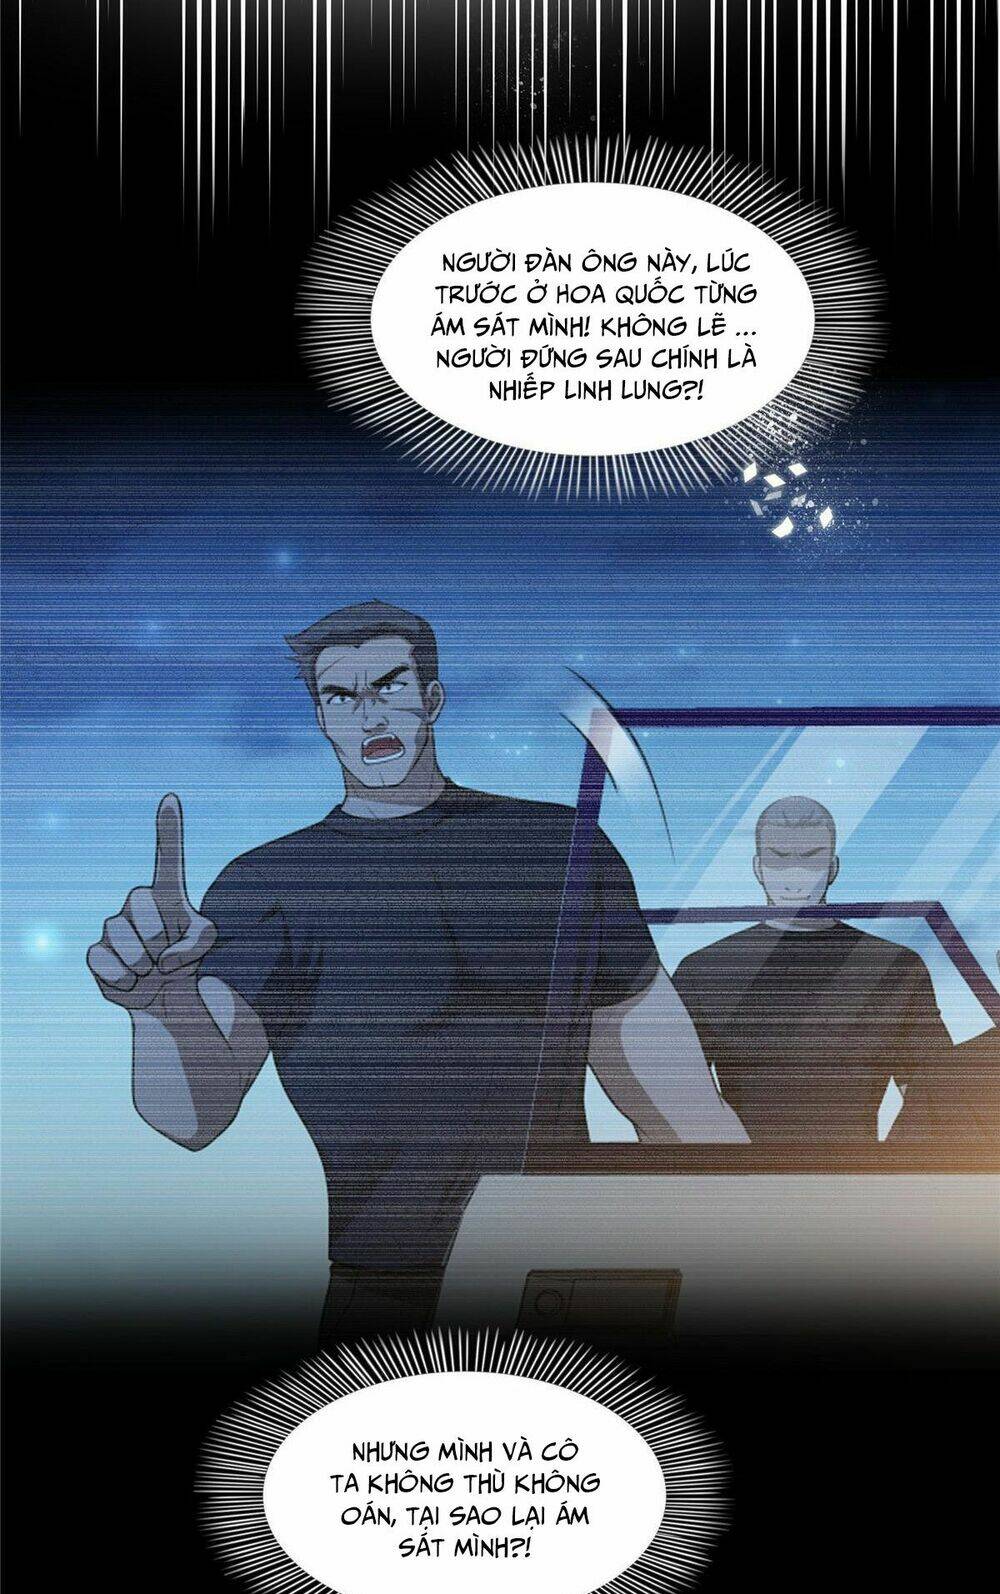 NGƯỜI ĐÀN ÔNG NÀY, LÚC
TRƯỚC Ở HOA QUỐC TỪNG
ÁM SÁT MÌNH! KHÔNG LẼ ...
NGƯỜI ĐỨNG SAU CHÍNH LÀ
NHIẾP LINH LUNG?!
NHƯNG MÌNH VÀ CÔ
TA KHÔNG THÙ KHÔNG
OÁN, TẠI SAO LẠI ÁM
SÁT MÌNH?!